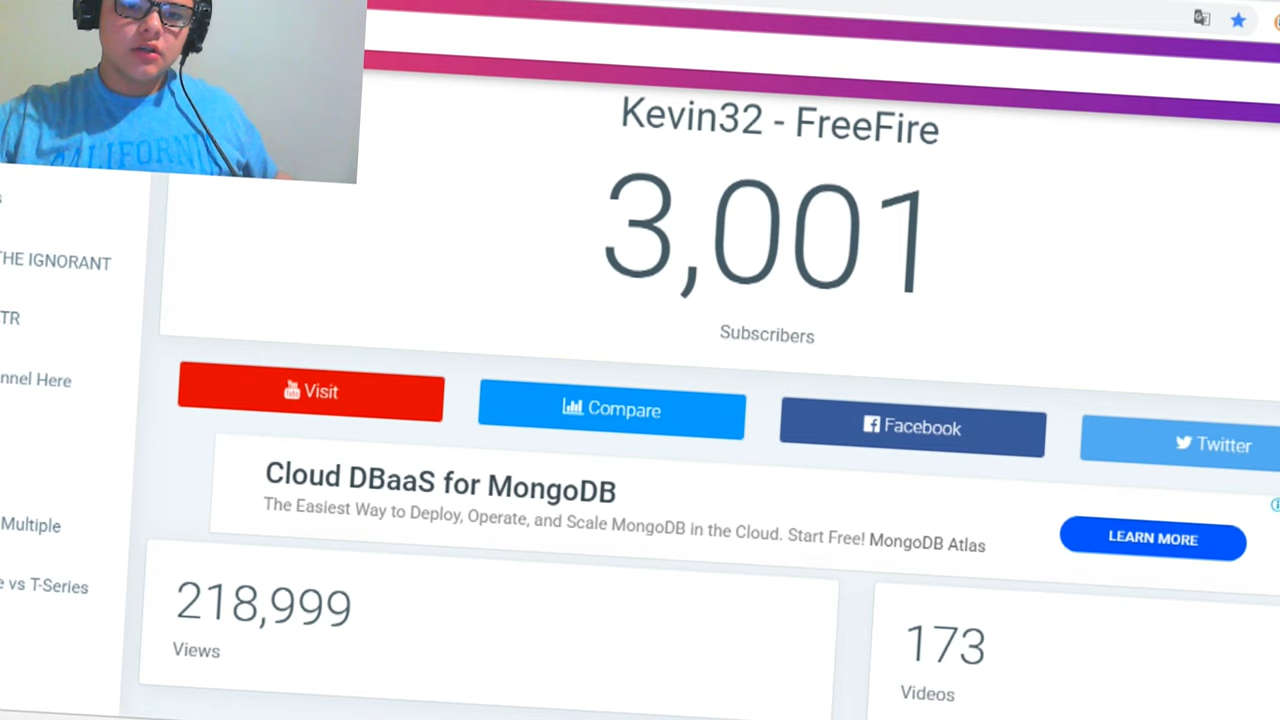 CALIFORNI
Kevin32 - FreeFire
3,001
Subscribers
THE IGNORANT
TR
nnel Here
Multiple
e vs T-Series
Visit
Compare
Facebook
Twitter
Cloud DBaaS for MongoDB
The Easiest Way to Deploy, Operate, and Scale MongoDB in the Cloud. Start Free! MongoDB Atlas
LEARN MORE
218,999
Views
173
Videos